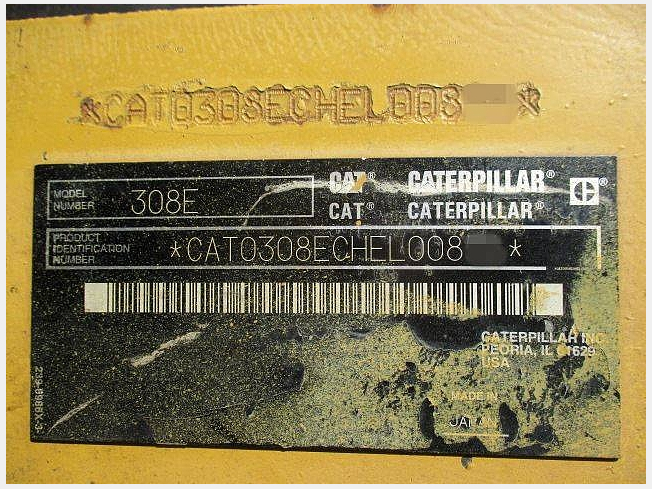 *CAT0308ECHEL008 *
MODEL NUMBER 308E
CAT® CATERPILLAR®
CAT® CATERPILLAR®
PRODUCT IDENTIFICATION NUMBER *CAT0308ECHEL008 *
CATERPILLAR INC
PEORIA, IL 61629
USA
MADE IN
JAPAN